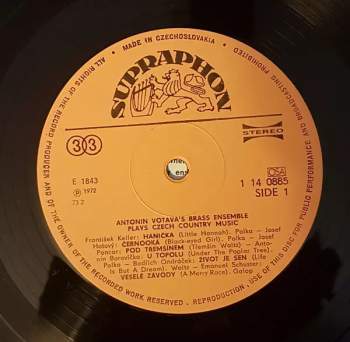 MADE IN CZECHOSLOVAKIA
ALL RIGHTS OF THE RECORD PRODUCER AND OF THE OWNER OF THE RECORDED WORK RESERVED. REPRODUCTION, USE OF THIS DISC FOR PUBLIC PERFORMANCE AND BROADCASTING PROHIBITED
SUPRAPHON
33
STEREO
E 1843
℗ 1972
73 2
OSA
1 14 0885
SIDE 1
ANTONÍN VOTAVA'S BRASS ENSEMBLE
PLAYS CZECH COUNTRY MUSIC
František Keller: HANIČKA (Little Hannah). Polka – Josef
Hotový: ČERNOOKÁ (Black-eyed Girl). Polka – Josef
Poncar: POD TŘEMŠÍNEM (Třemšín Waltz) – Anto-
nín Borovička: U TOPOLU (Under the Poplar Tree).
Polka – Bedřich Ondráček: ŽIVOT JE SEN (Life
Is But A Dream). Waltz – Emanuel Schuster:
VESELÉ ZÁVODY (A Merry Race). Galop